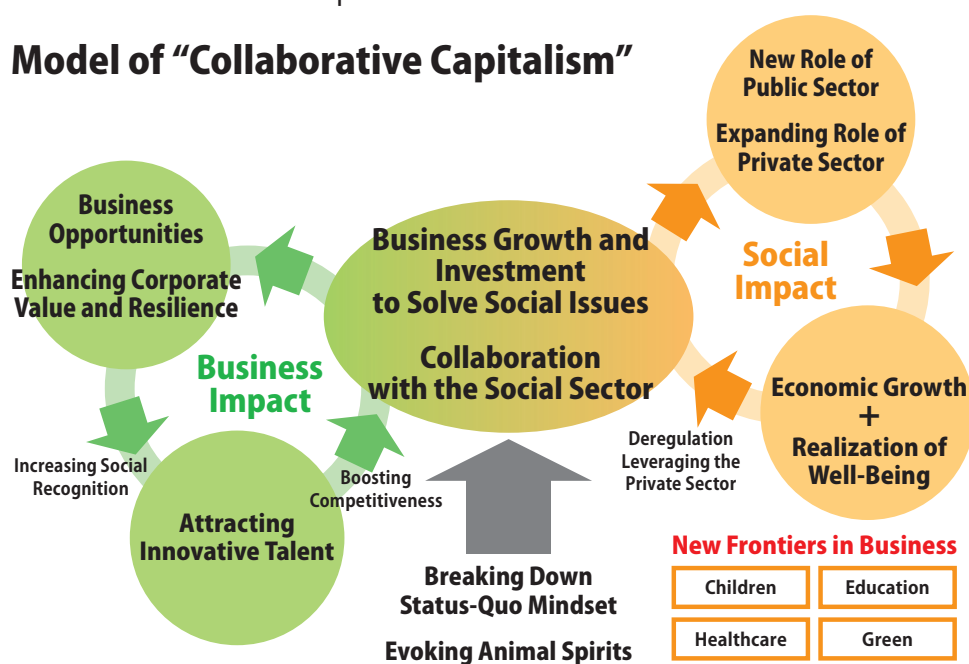 Model of “Collaborative Capitalism”
New Role of
Public Sector
Expanding Role of
Private Sector
Business
Opportunities
Enhancing Corporate
Value and Resilience
Business Growth and
Investment
to Solve Social Issues
Collaboration
with the Social Sector
Social
Impact
Business
Impact
Economic Growth
+
Realization of
Well-Being
Increasing Social
Recognition
Boosting
Competitiveness
Deregulation
Leveraging the
Private Sector
Attracting
Innovative Talent
Breaking Down
Status-Quo Mindset
Evoking Animal Spirits
New Frontiers in Business
Children
Education
Healthcare
Green